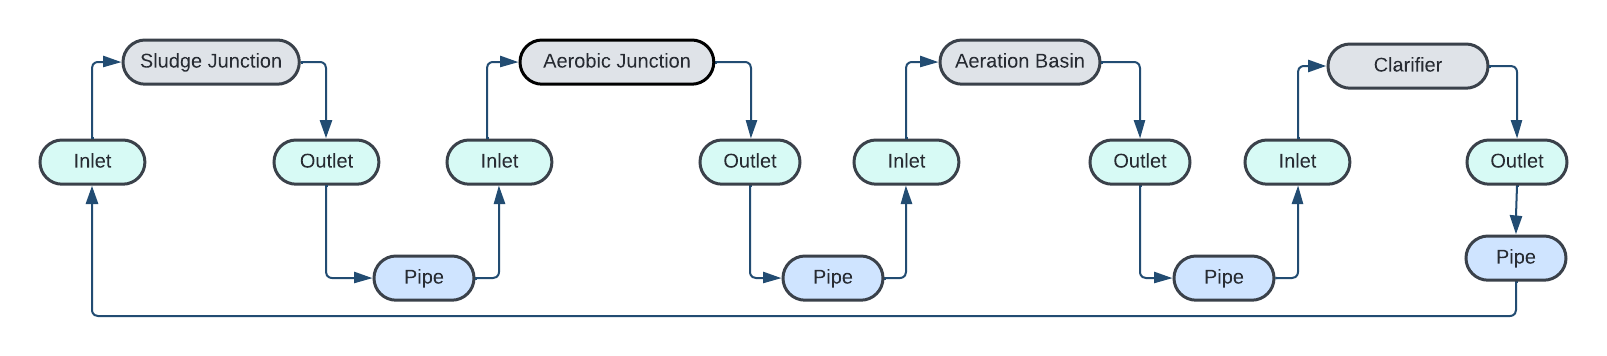 Sludge Junction
Aerobic Junction
Aeration Basin
Clarifier
Inlet
Outlet
Inlet
Outlet
Inlet
Outlet
Inlet
Outlet
Pipe
Pipe
Pipe
Pipe